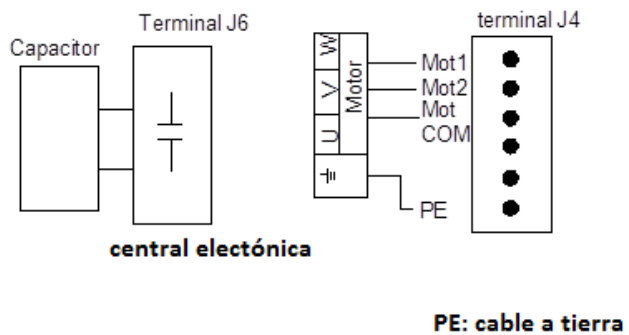 Terminal J6
Capacitor
terminal J4
W
V
U
Motor
Mot1
Mot2
Mot
COM
PE
central electónica
PE: cable a tierra